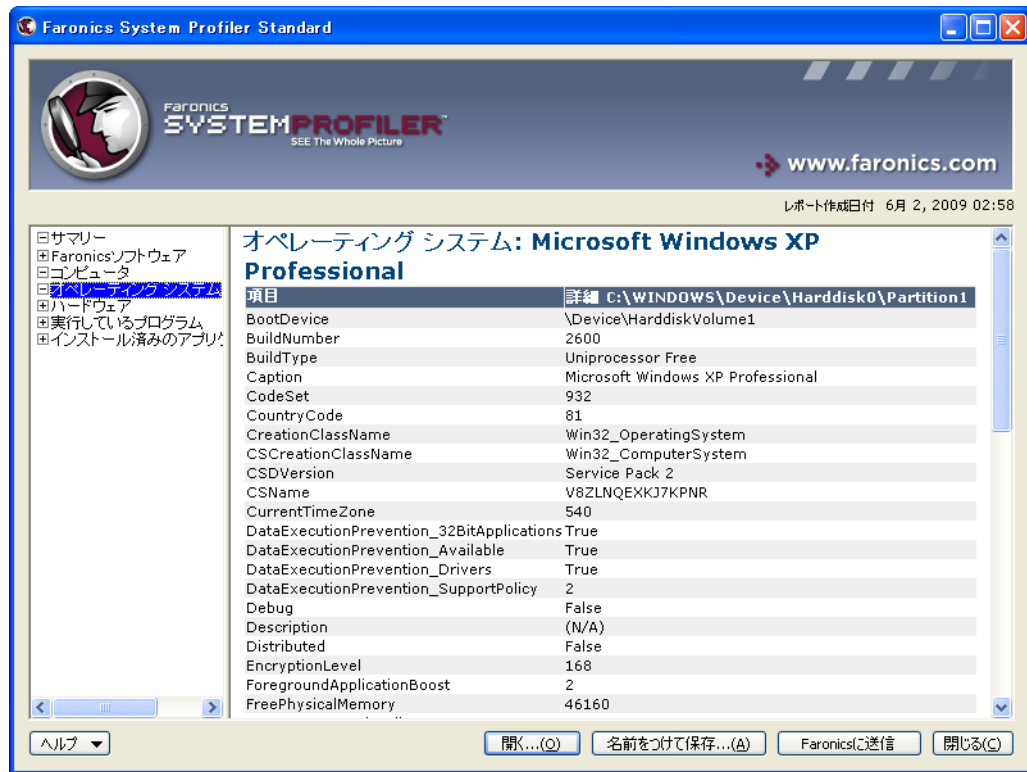 Faronics System Profiler Standard
Faronics
SYSTEMPROFILER™
SEE The Whole Picture
www.faronics.com
レポート作成日付 6月 2, 2009 02:58
サマリー
Faronicsソフトウェア
コンピュータ
オペレーティング システム
ハードウェア
実行しているプログラム
インストール済みのアプリケ
オペレーティング システム: Microsoft Windows XP
Professional
項目 詳細 C:\WINDOWS\Device\Harddisk0\Partition1
BootDevice \Device\HarddiskVolume1
BuildNumber 2600
BuildType Uniprocessor Free
Caption Microsoft Windows XP Professional
CodeSet 932
CountryCode 81
CreationClassName Win32_OperatingSystem
CSCreationClassName Win32_ComputerSystem
CSDVersion Service Pack 2
CSName V8ZLNQEXKJ7KPNR
CurrentTimeZone 540
DataExecutionPrevention_32BitApplications True
DataExecutionPrevention_Available True
DataExecutionPrevention_Drivers True
DataExecutionPrevention_SupportPolicy 2
Debug False
Description (N/A)
Distributed False
EncryptionLevel 168
ForegroundApplicationBoost 2
FreePhysicalMemory 46160
ヘルプ
開く...(O)
名前をつけて保存...(A)
Faronicsに送信
閉じる(C)